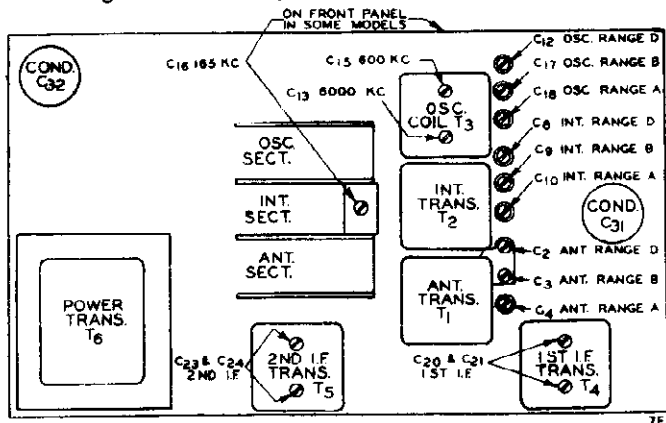 ON FRONT PANEL
IN SOME MODELS
COND.
C32
C16 165 KC
C15 600 KC
C13 6000 KC
OSC.
COIL T3
C12 OSC. RANGE D
C17 OSC. RANGE B
C18 OSC RANGE A
C8 INT. RANGE D
C9 INT. RANGE B
C10 INT. RANGE A
OSC.
SECT.
INT.
SECT.
ANT.
SECT.
INT.
TRANS.
T2
COND.
C31
C2 ANT RANGE D
C3 ANT. RANGE B
C4 ANT. RANGE A
ANT.
TRANS.
T1
POWER
TRANS.
T6
C23 & C24
2ND I.F
2ND I.F
TRANS.
T5
C20 & C21
1ST I.F
1ST I.F
TRANS.
T4